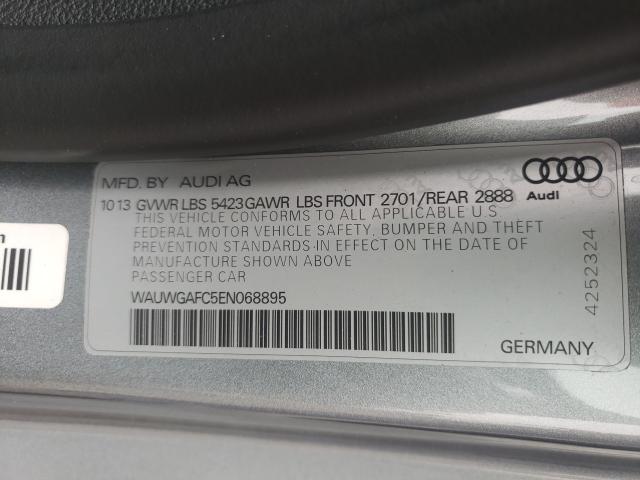 MFD. BY AUDI AG
10 13 GVWR LBS 5423 GAWR LBS FRONT 2701/REAR 2888
THIS VEHICLE CONFORMS TO ALL APPLICABLE U.S
FEDERAL MOTOR VEHICLE SAFETY, BUMPER AND THEFT
PREVENTION STANDARDS IN EFFECT ON THE DATE OF
MANUFACTURE SHOWN ABOVE
PASSENGER CAR
WAUWGAFC5EN068895
GERMANY
Audi
4252324